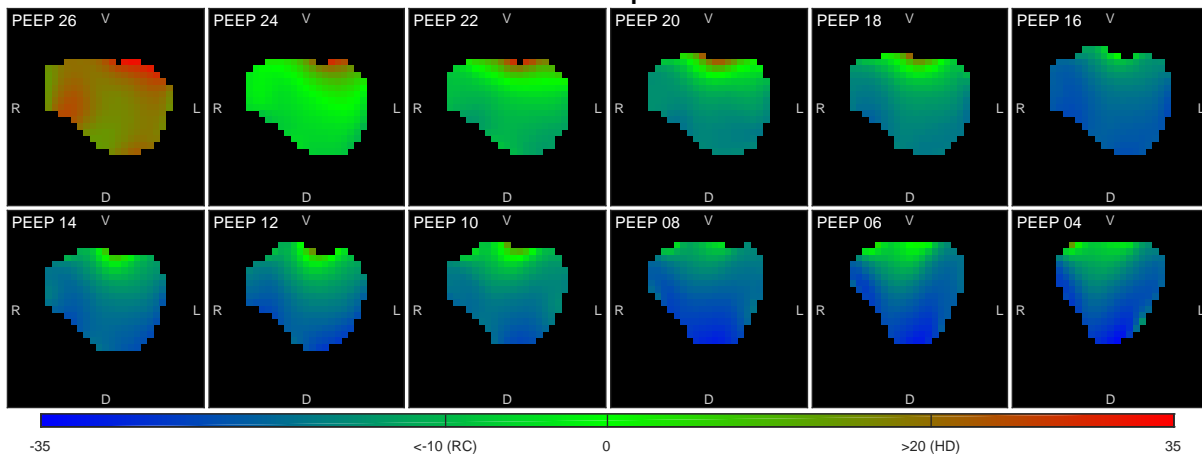 PEEP 26 V PEEP 24 V PEEP 22 V PEEP 20 V PEEP 18 V PEEP 16 V
R L R L R L R L R L R L
D D D D D D
PEEP 14 V PEEP 12 V PEEP 10 V PEEP 08 V PEEP 06 V PEEP 04 V
R L R L R L R L R L R L
D D D D D D
-35 <-10 (RC) 0 >20 (HD) 35